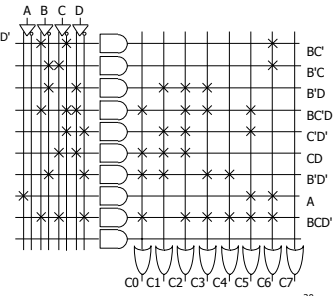 A B C D
D'
BC'
B'C
B'D
BC'D
C'D'
CD
B'D'
A
BCD'
C0 C1 C2 C3 C4 C5 C6 C7